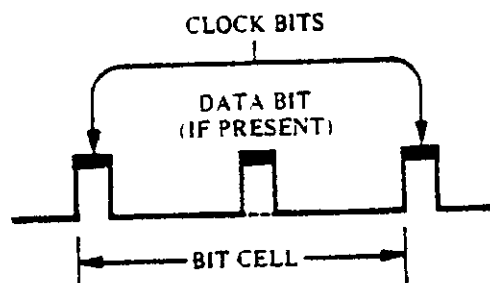 CLOCK BITS
DATA BIT
(IF PRESENT)
BIT CELL